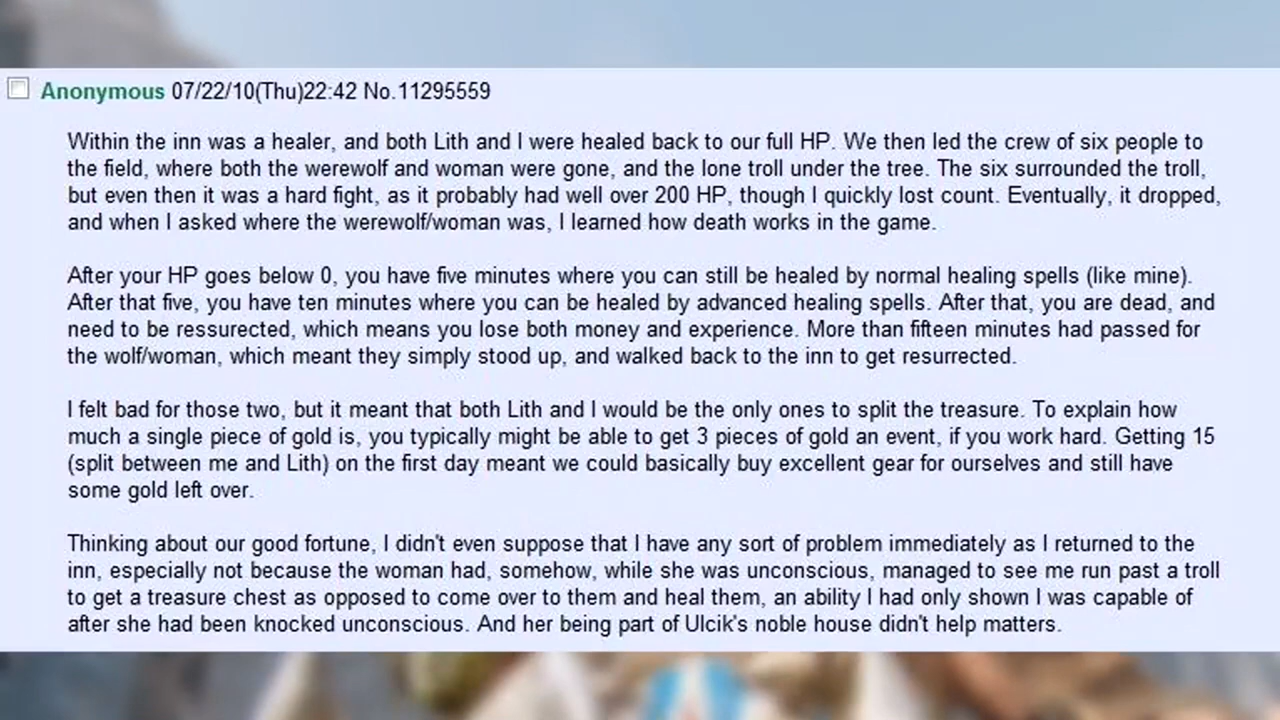 Anonymous 07/22/10(Thu)22:42 No.11295559
Within the inn was a healer, and both Lith and I were healed back to our full HP. We then led the crew of six people to
the field, where both the werewolf and woman were gone, and the lone troll under the tree. The six surrounded the troll,
but even then it was a hard fight, as it probably had well over 200 HP, though I quickly lost count. Eventually, it dropped,
and when I asked where the werewolf/woman was, I learned how death works in the game.
After your HP goes below 0, you have five minutes where you can still be healed by normal healing spells (like mine).
After that five, you have ten minutes where you can be healed by advanced healing spells. After that, you are dead, and
need to be ressurected, which means you lose both money and experience. More than fifteen minutes had passed for
the wolf/woman, which meant they simply stood up, and walked back to the inn to get resurrected.
I felt bad for those two, but it meant that both Lith and I would be the only ones to split the treasure. To explain how
much a single piece of gold is, you typically might be able to get 3 pieces of gold an event, if you work hard. Getting 15
(split between me and Lith) on the first day meant we could basically buy excellent gear for ourselves and still have
some gold left over.
Thinking about our good fortune, I didn't even suppose that I have any sort of problem immediately as I returned to the
inn, especially not because the woman had, somehow, while she was unconscious, managed to see me run past a troll
to get a treasure chest as opposed to come over to them and heal them, an ability I had only shown I was capable of
after she had been knocked unconscious. And her being part of Ulcik's noble house didn't help matters.